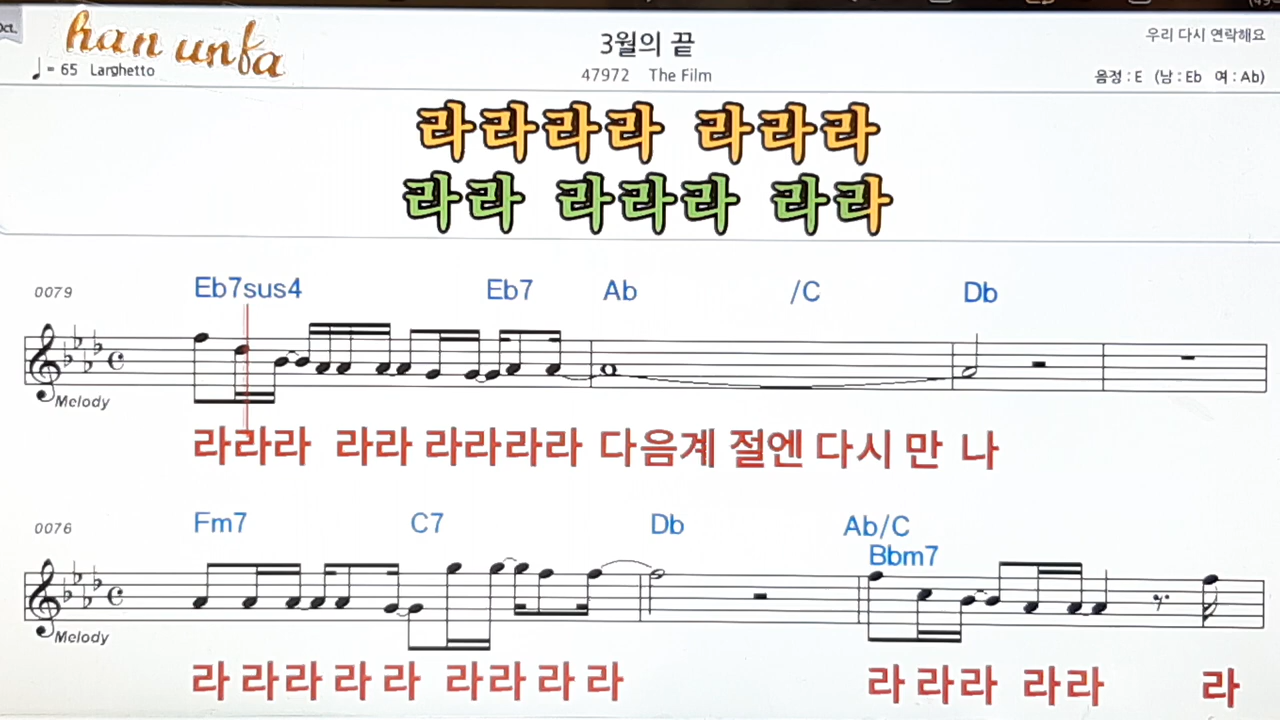 Oct.
han unfa
♩ = 65 Larghetto
3월의 끝
47972 The Film
우리 다시 연락해요
음정 : E (남 : Eb 여 : Ab)
라라라라 라라라
라라 라라라 라라
0079
Eb7sus4 Eb7 Ab /C Db
Melody
라라라 라라 라라라라 다음계 절엔 다시 만 나
0076
Fm7 C7 Db Ab/C
Bbm7
Melody
라 라라 라 라 라라 라 라 라 라라 라라 라